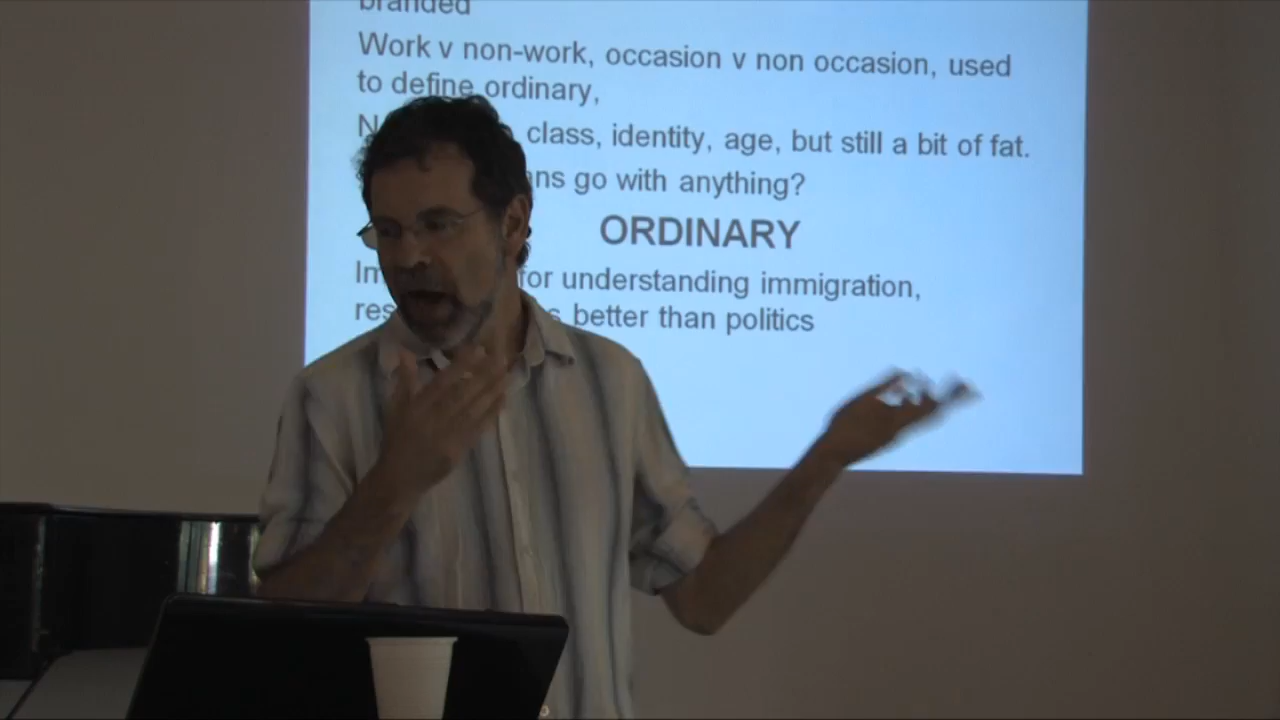 branded
Work v non-work, occasion v non occasion, used
to define ordinary,
class, identity, age, but still a bit of fat.
go with anything?
ORDINARY
for understanding immigration,
better than politics